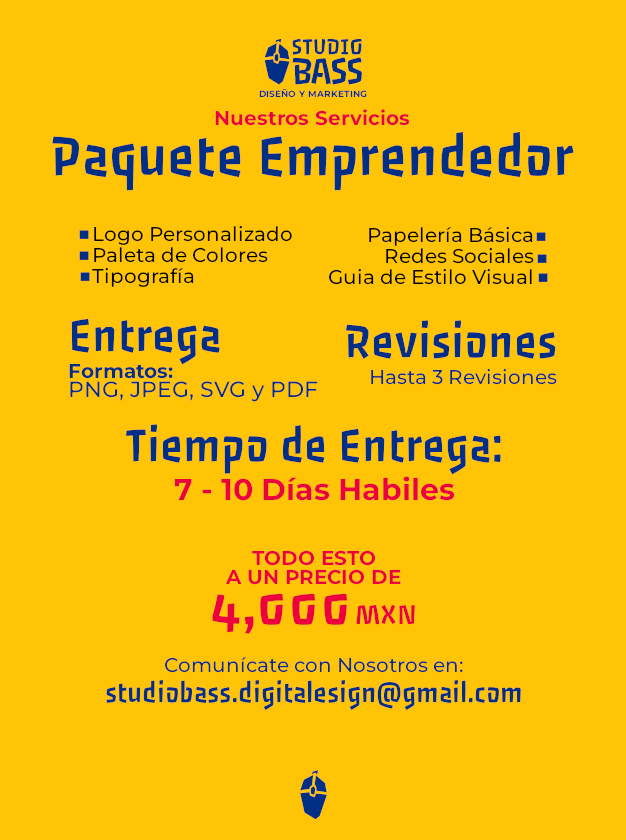 STUDIO
BASS
DISEÑO Y MARKETING
Nuestros Servicios
Paquete Emprendedor
Logo Personalizado
Paleta de Colores
Tipografía
Papelería Básica
Redes Sociales
Guia de Estilo Visual
Entrega
Formatos:
PNG, JPEG, SVG y PDF
Revisiones
Hasta 3 Revisiones
Tiempo de Entrega:
7 - 10 Días Habiles
TODO ESTO
A UN PRECIO DE
4,000 MXN
Comunícate con Nosotros en:
studiobass.digitalesign@gmail.com